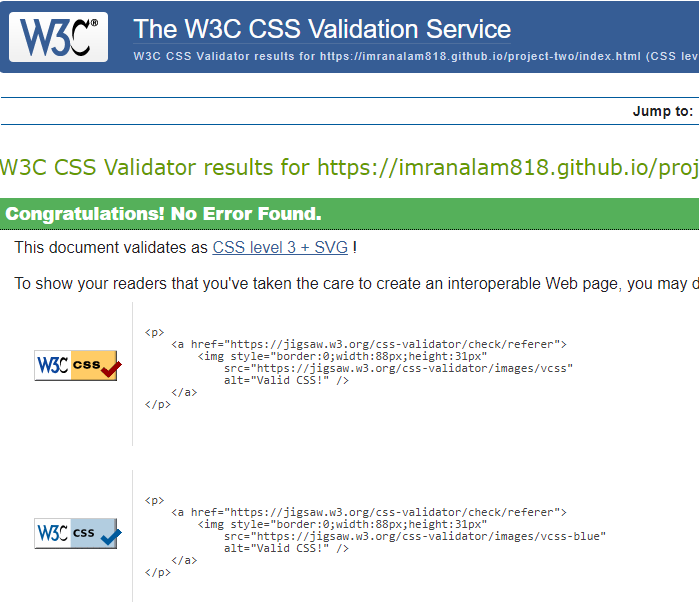 W3C®
The W3C CSS Validation Service
W3C CSS Validator results for https://imranalam818.github.io/project-two/index.html (CSS lev
Jump to:
W3C CSS Validator results for https://imranalam818.github.io/proj
Congratulations! No Error Found.
This document validates as CSS level 3 + SVG !
To show your readers that you've taken the care to create an interoperable Web page, you may d
W3C css
<p>
<a href="https://jigsaw.w3.org/css-validator/check/referer">
<img style="border:0;width:88px;height:31px"
src="https://jigsaw.w3.org/css-validator/images/vcss"
alt="Valid CSS!" />
</a>
</p>
W3C css
<p>
<a href="https://jigsaw.w3.org/css-validator/check/referer">
<img style="border:0;width:88px;height:31px"
src="https://jigsaw.w3.org/css-validator/images/vcss-blue"
alt="Valid CSS!" />
</a>
</p>